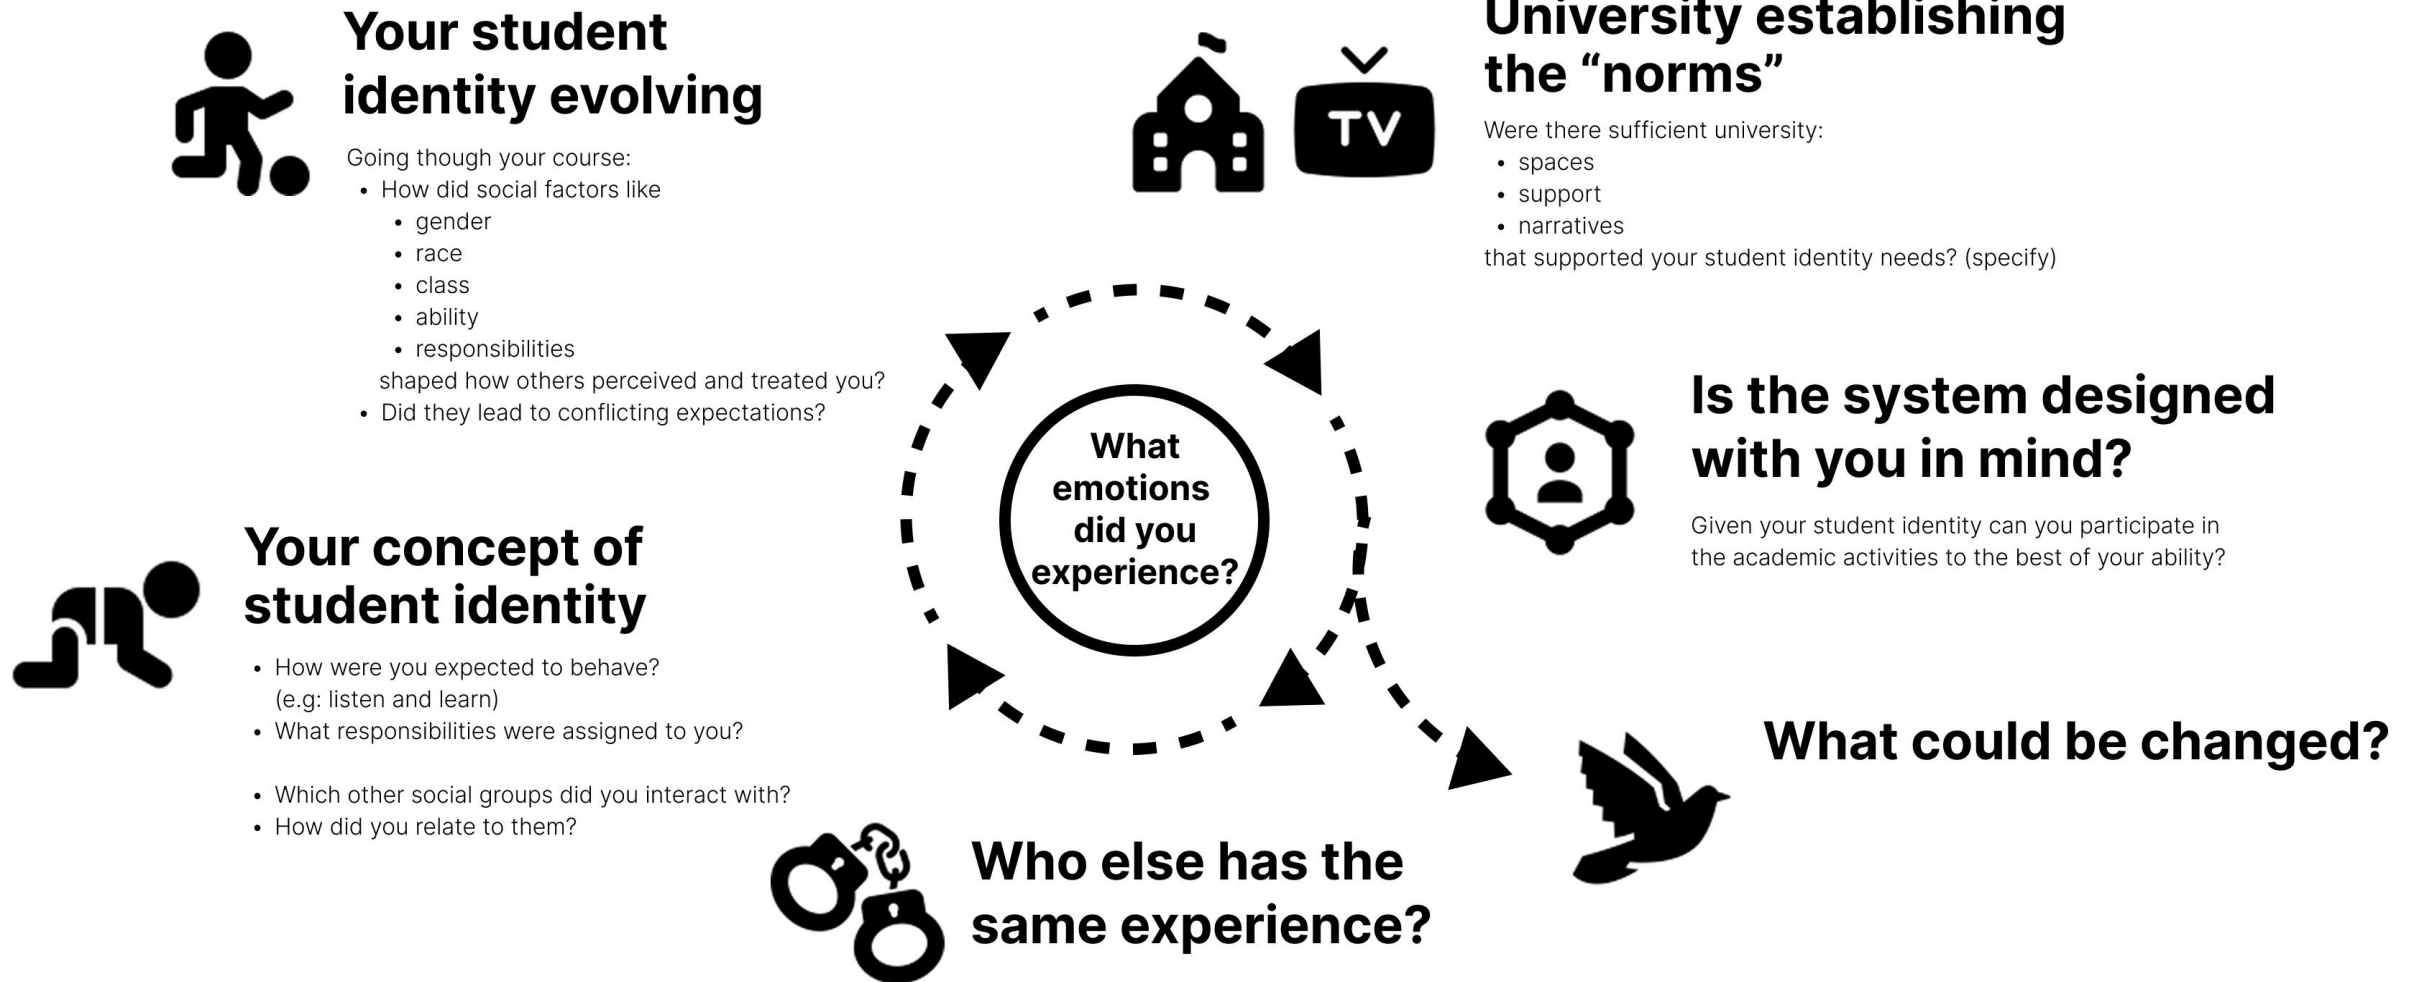 Your student
identity evolving
Going though your course:
• How did social factors like
• gender
• race
• class
• ability
• responsibilities
shaped how others perceived and treated you?
• Did they lead to conflicting expectations?
University establishing
the “norms”
Were there sufficient university:
• spaces
• support
• narratives
that supported your student identity needs? (specify)
TV
What
emotions
did you
experience?
Is the system designed
with you in mind?
Given your student identity can you participate in
the academic activities to the best of your ability?
Your concept of
student identity
• How were you expected to behave?
(e.g: listen and learn)
• What responsibilities were assigned to you?
• Which other social groups did you interact with?
• How did you relate to them?
What could be changed?
Who else has the
same experience?